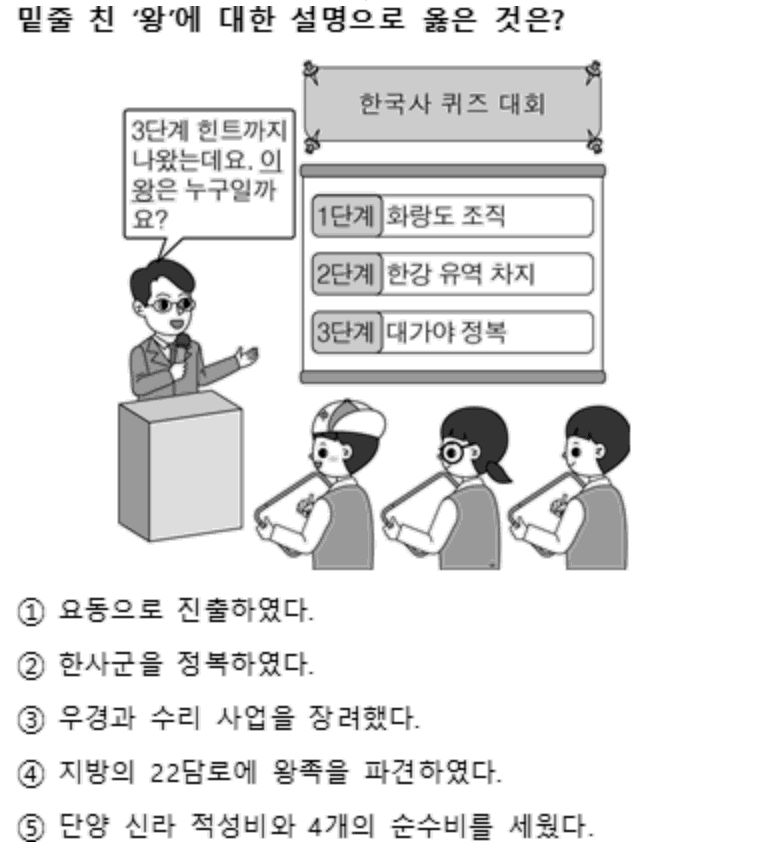 밑줄 친 ‘왕’에 대한 설명으로 옳은 것은?
한국사 퀴즈 대회
3단계 힌트까지
나왔는데요. 이
왕은 누구일까
요?
1단계 화랑도 조직
2단계 한강 유역 차지
3단계 대가야 정복
① 요동으로 진출하였다.
② 한사군을 정복하였다.
③ 우경과 수리 사업을 장려했다.
④ 지방의 22담로에 왕족을 파견하였다.
⑤ 단양 신라 적성비와 4개의 순수비를 세웠다.